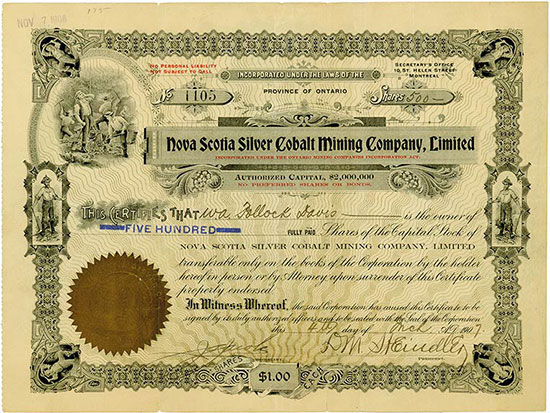 NOV 7 1908
NO PERSONAL LIABILITY
NOT SUBJECT TO CALL
INCORPORATED UNDER THE LAWS OF THE
PROVINCE OF ONTARIO
SECRETARY'S OFFICE
10 ST. HELEN STREET
MONTREAL
No 1105
Shares 500
Nova Scotia Silver Cobalt Mining Company, Limited
INCORPORATED UNDER THE ONTARIO MINING COMPANIES INCORPORATION ACT.
AUTHORIZED CAPITAL, $2,000,000
NO PREFERRED SHARES OR BONDS.
THIS CERTIFIES THAT Pollock Davis is the owner of
FIVE HUNDRED FULLY PAID Shares of the Capital Stock of
NOVA SCOTIA SILVER COBALT MINING COMPANY, LIMITED
transferable only on the books of the Corporation by the holder
hereof in person or by Attorney upon surrender of this Certificate
properly endorsed.
In Witness Whereof, the said Corporation has caused this Certificate to be
signed by its duly authorized officers and to be sealed with the Seal of the Corporation
this day of Mch A.D. 1907
D M Steindler
PRESIDENT.
SHARES $1.00 EACH